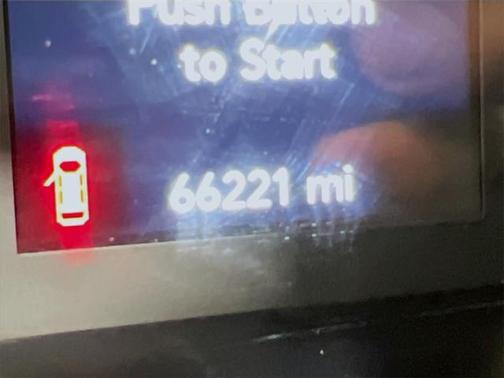 Push Button
to Start
66221 mi